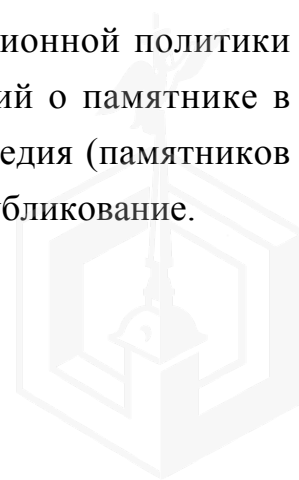 ионной политики
ий о памятнике в
едия (памятников
бликование.